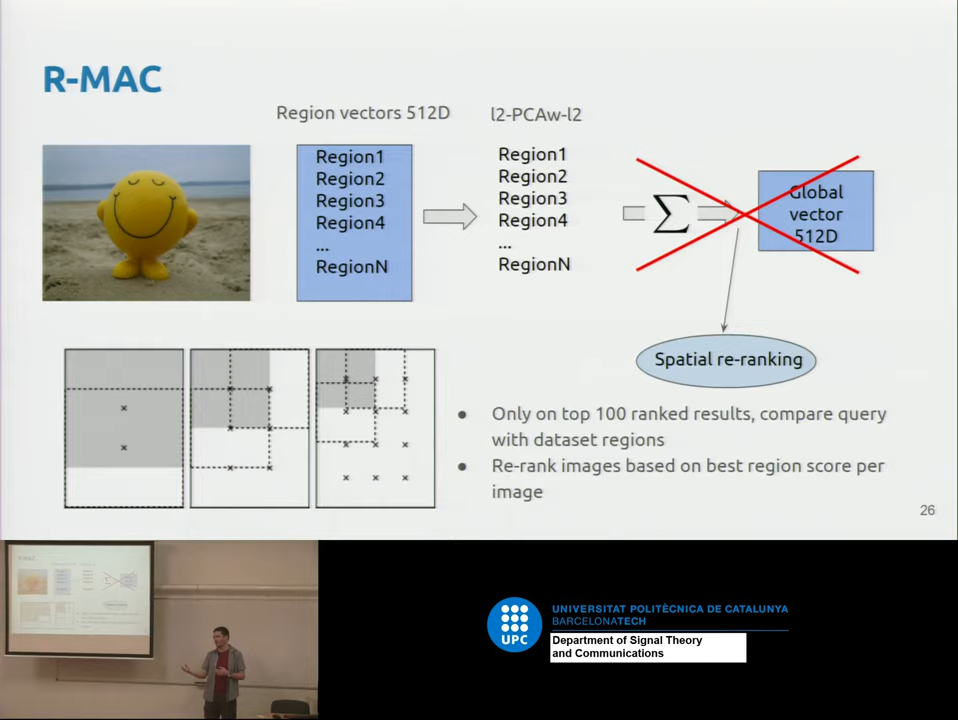 R-MAC
Region vectors 512D
l2-PCAw-l2
Region1
Region2
Region3
Region4
...
RegionN
Region1
Region2
Region3
Region4
...
RegionN
Σ
Global
vector
512D
Spatial re-ranking
● Only on top 100 ranked results, compare query
with dataset regions
● Re-rank images based on best region score per
image
26
R-MAC
UPC
UNIVERSITAT POLITÈCNICA DE CATALUNYA
BARCELONATECH
Department of Signal Theory
and Communications